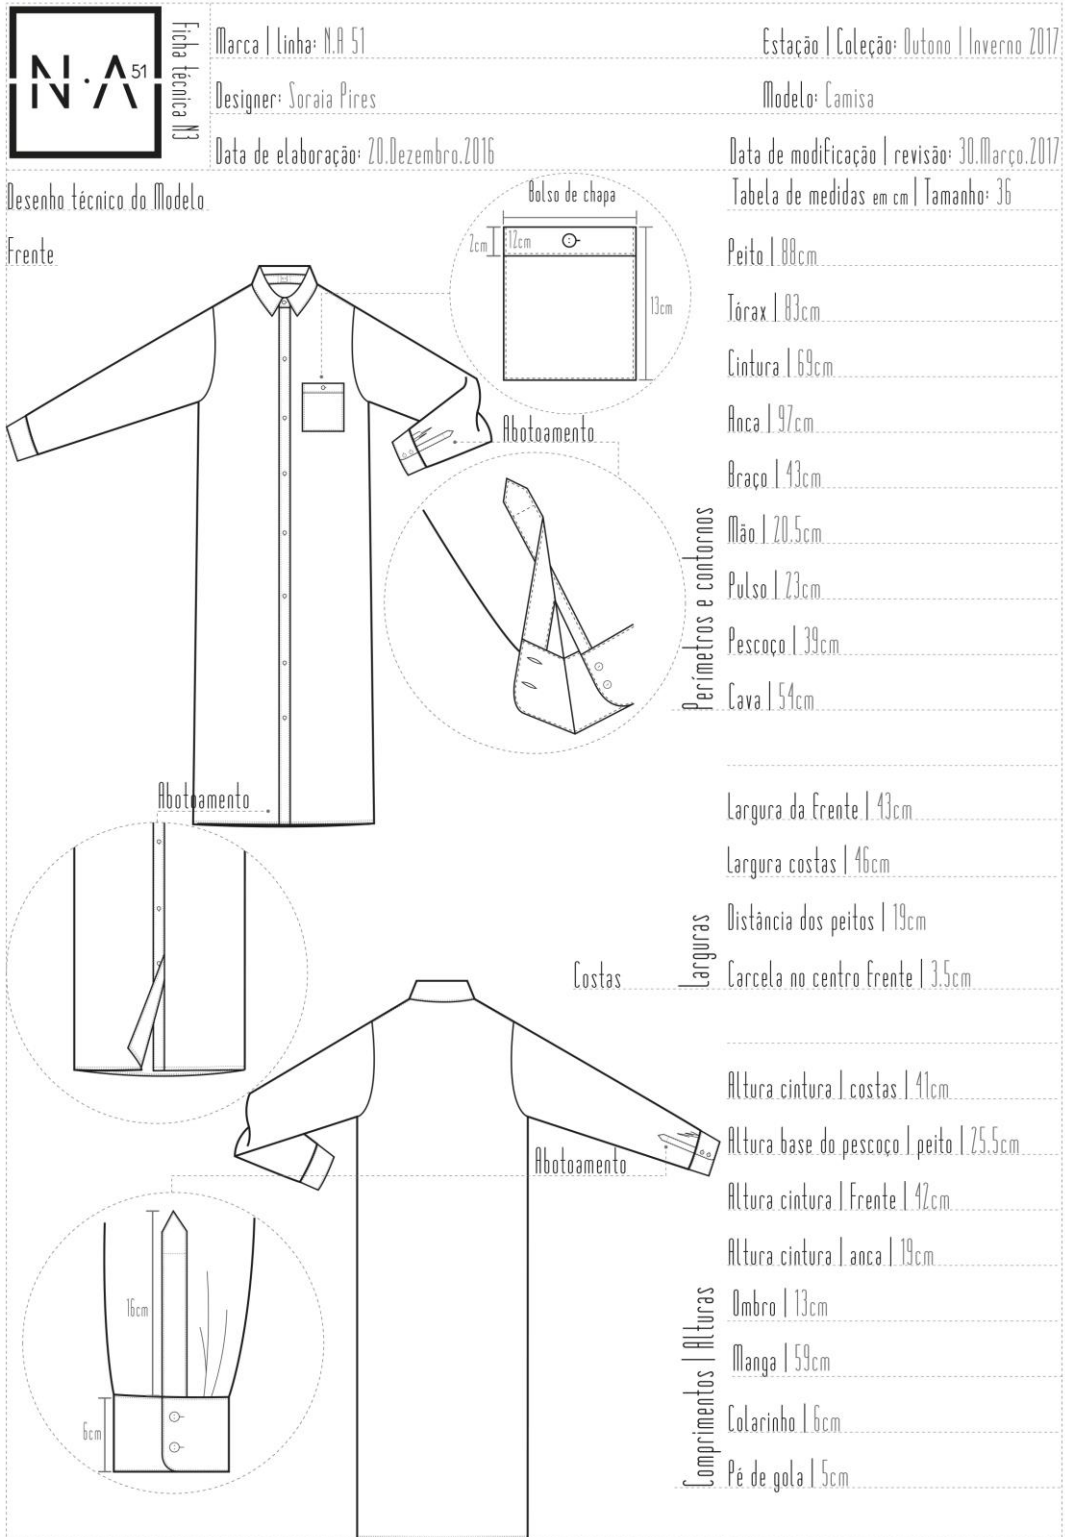 N.A 51
Ficha técnica N3
Marca | Linha: N.A 51
Estação | Coleção: Outono | Inverno 2017
Designer: Soraia Pires
Modelo: Camisa
Data de elaboração: 20.Dezembro.2016
Data de modificação | revisão: 30.Março.2017
Desenho técnico do Modelo
Frente
Bolso de chapa
2cm
12cm
13cm
Abotoamento
Abotoamento
Costas
Abotoamento
16cm
6cm
Tabela de medidas em cm | Tamanho: 36
Perímetros e contornos
Peito | 88cm
Tórax | 83cm
Cintura | 69cm
Anca | 97cm
Braço | 43cm
Mão | 20.5cm
Pulso | 23cm
Pescoço | 39cm
Cava | 54cm
Larguras
Largura da frente | 43cm
Largura costas | 46cm
Distância dos peitos | 19cm
Carcela no centro frente | 3.5cm
Comprimentos | Alturas
Altura cintura | costas | 41cm
Altura base do pescoço | peito | 25.5cm
Altura cintura | Frente | 42cm
Altura cintura | anca | 19cm
Ombro | 13cm
Manga | 59cm
Colarinho | 6cm
Pé de gola | 5cm